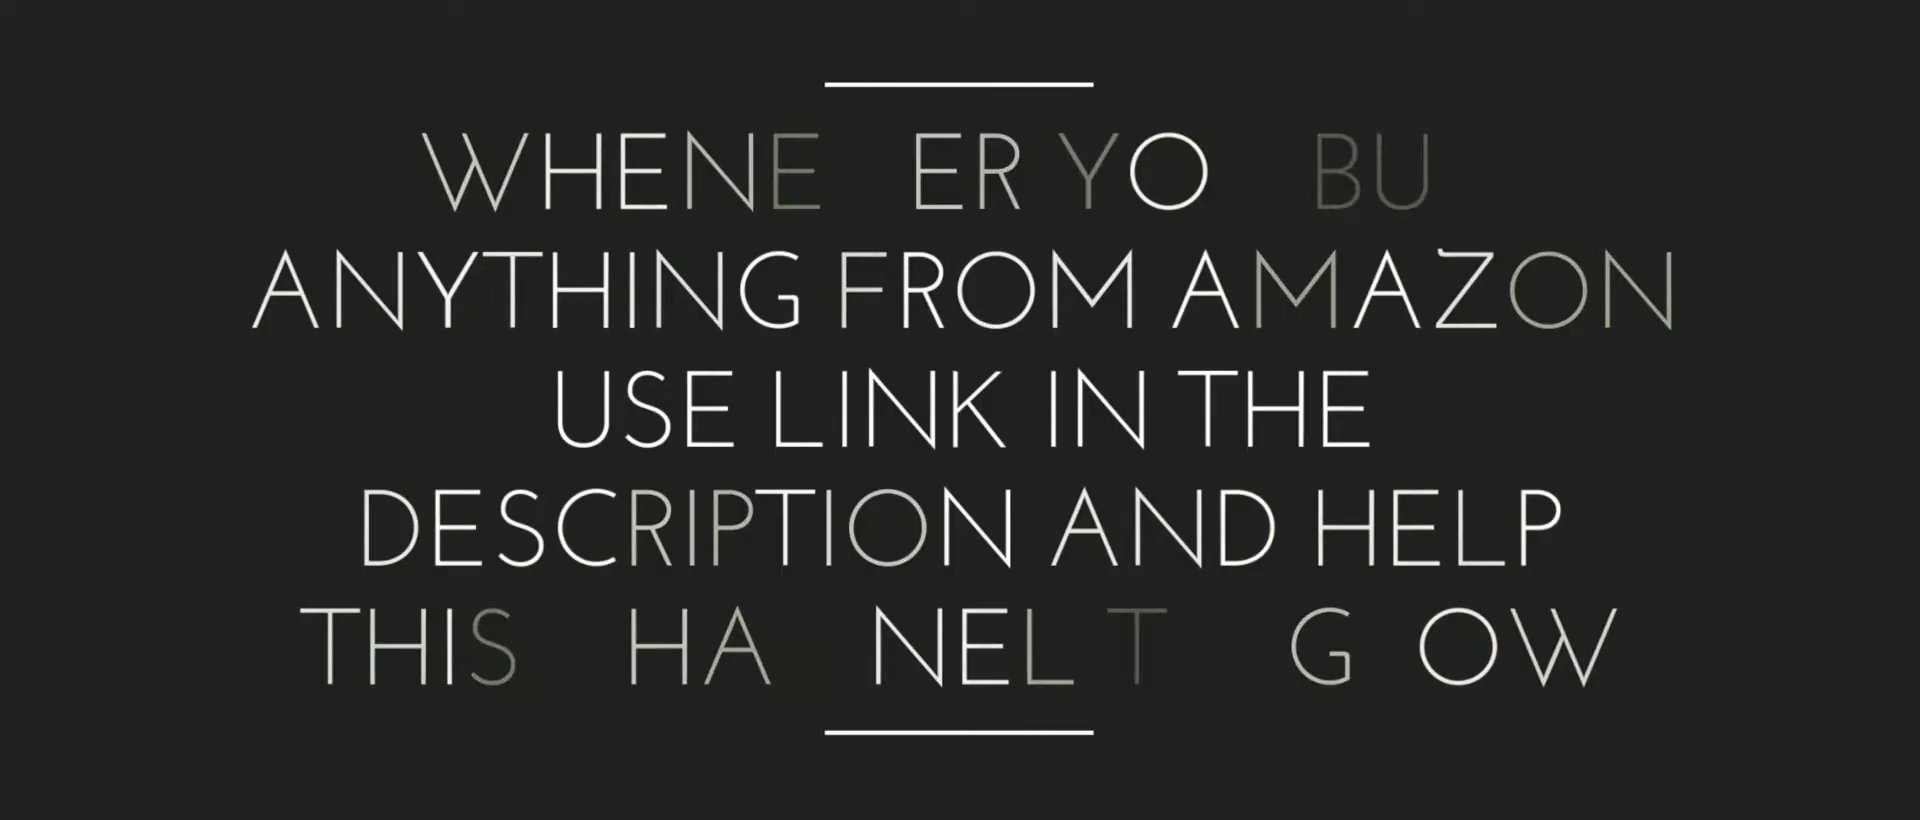 WHENE ER YO BU
ANYTHING FROM AMAZON
USE LINK IN THE
DESCRIPTION AND HELP
THIS HA NEL T G OW